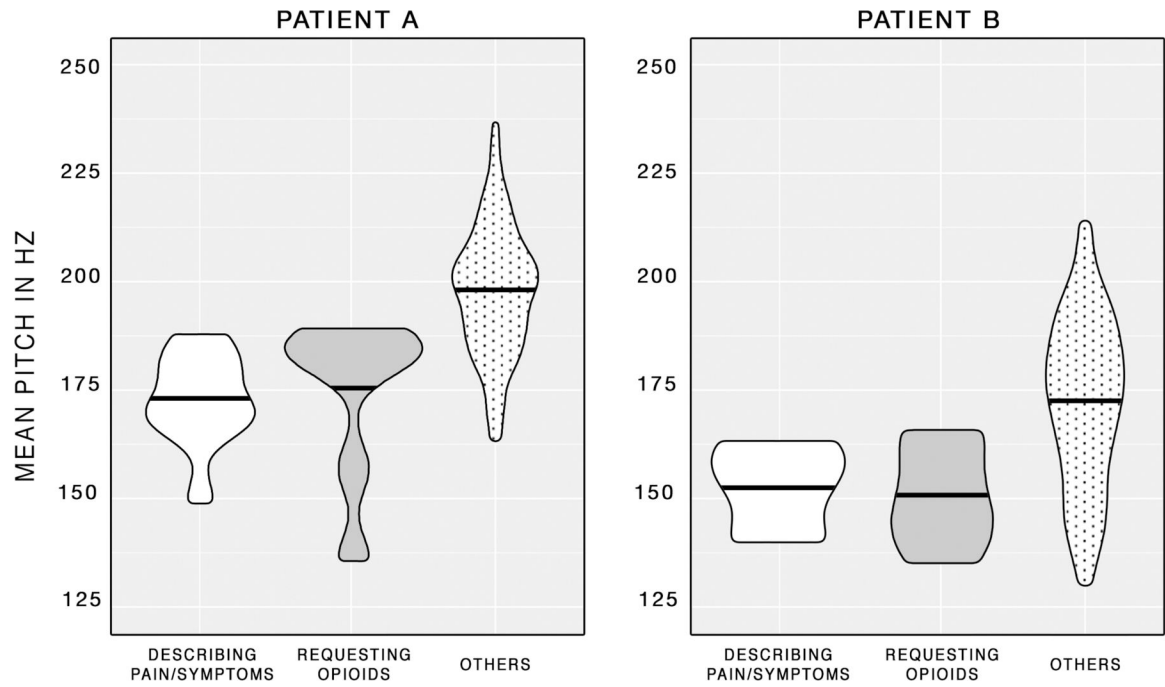 PATIENT A
PATIENT B
MEAN PITCH IN HZ
250
225
200
175
150
125
250
225
200
175
150
125
DESCRIBING
PAIN/SYMPTOMS
REQUESTING
OPIOIDS
OTHERS
DESCRIBING
PAIN/SYMPTOMS
REQUESTING
OPIOIDS
OTHERS